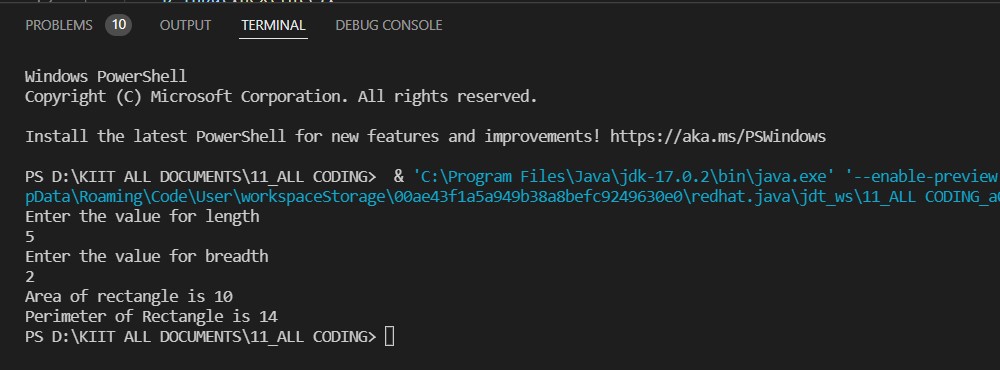 PROBLEMS 10 OUTPUT TERMINAL DEBUG CONSOLE
Windows PowerShell
Copyright (C) Microsoft Corporation. All rights reserved.
Install the latest PowerShell for new features and improvements! https://aka.ms/PSWindows
PS D:\KIIT ALL DOCUMENTS\11_ALL CODING>  & 'C:\Program Files\Java\jdk-17.0.2\bin\java.exe' '--enable-preview
pData\Roaming\Code\User\workspaceStorage\00ae43f1a5a949b38a8befc9249630e0\redhat.java\jdt_ws\11_ALL CODING_a
Enter the value for length
5
Enter the value for breadth
2
Area of rectangle is 10
Perimeter of Rectangle is 14
PS D:\KIIT ALL DOCUMENTS\11_ALL CODING>